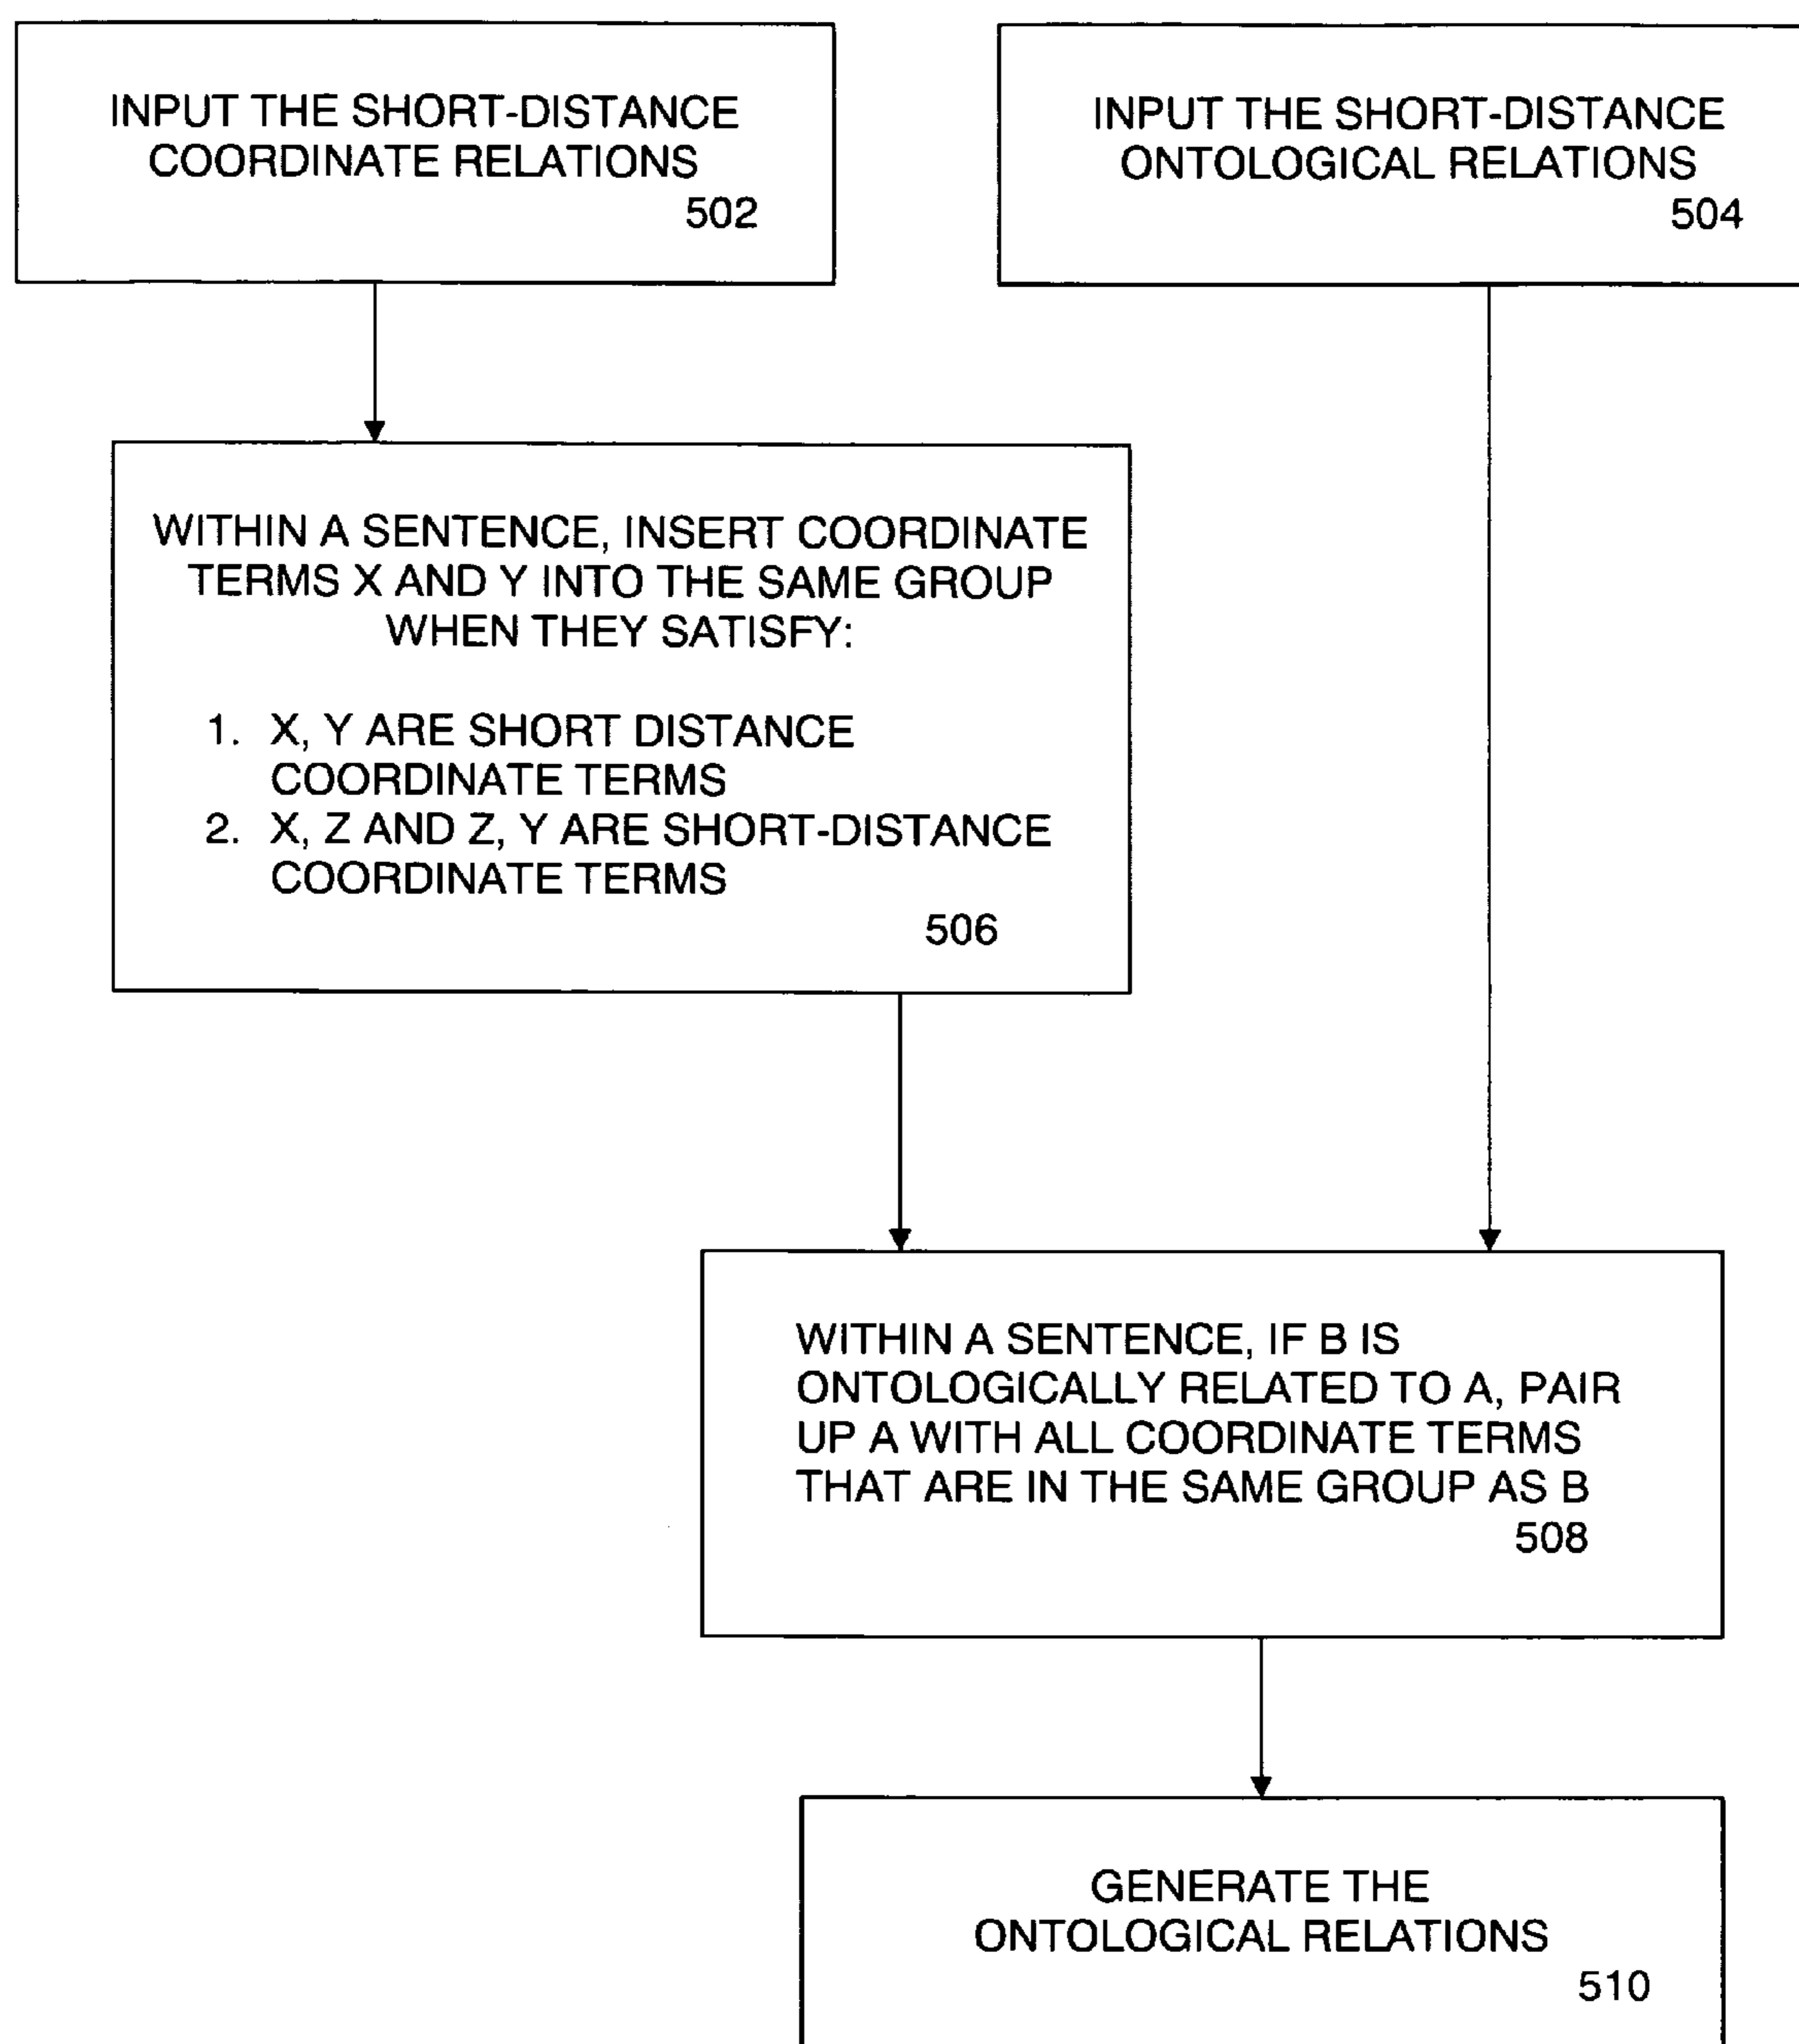 INPUT THE SHORT-DISTANCE
COORDINATE RELATIONS
502
INPUT THE SHORT-DISTANCE
ONTOLOGICAL RELATIONS
504
WITHIN A SENTENCE, INSERT COORDINATE
TERMS X AND Y INTO THE SAME GROUP
WHEN THEY SATISFY:
1. X, Y ARE SHORT DISTANCE
COORDINATE TERMS
2. X, Z AND Z, Y ARE SHORT-DISTANCE
COORDINATE TERMS
506
WITHIN A SENTENCE, IF B IS
ONTOLOGICALLY RELATED TO A, PAIR
UP A WITH ALL COORDINATE TERMS
THAT ARE IN THE SAME GROUP AS B
508
GENERATE THE
ONTOLOGICAL RELATIONS
510